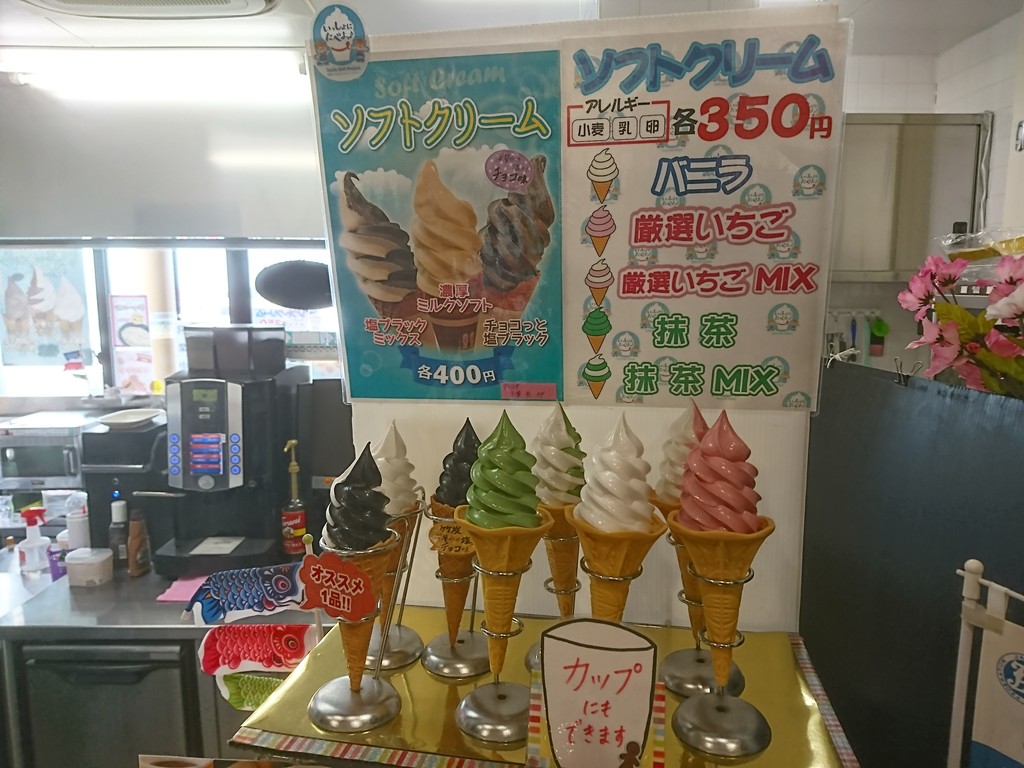 いっしょに
たべよっ♪
Soft Cream
ソフトクリーム
チョコ味
濃厚
ミルクソフト
塩ブラック
ミックス
チョコっと
塩ブラック
各400円
ソフトクリーム
アレルギー
小麦 乳 卵
各350円
バニラ
厳選いちご
厳選いちごMIX
抹茶
抹茶MIX
オススメ
1品!!
カップ
にも
できます